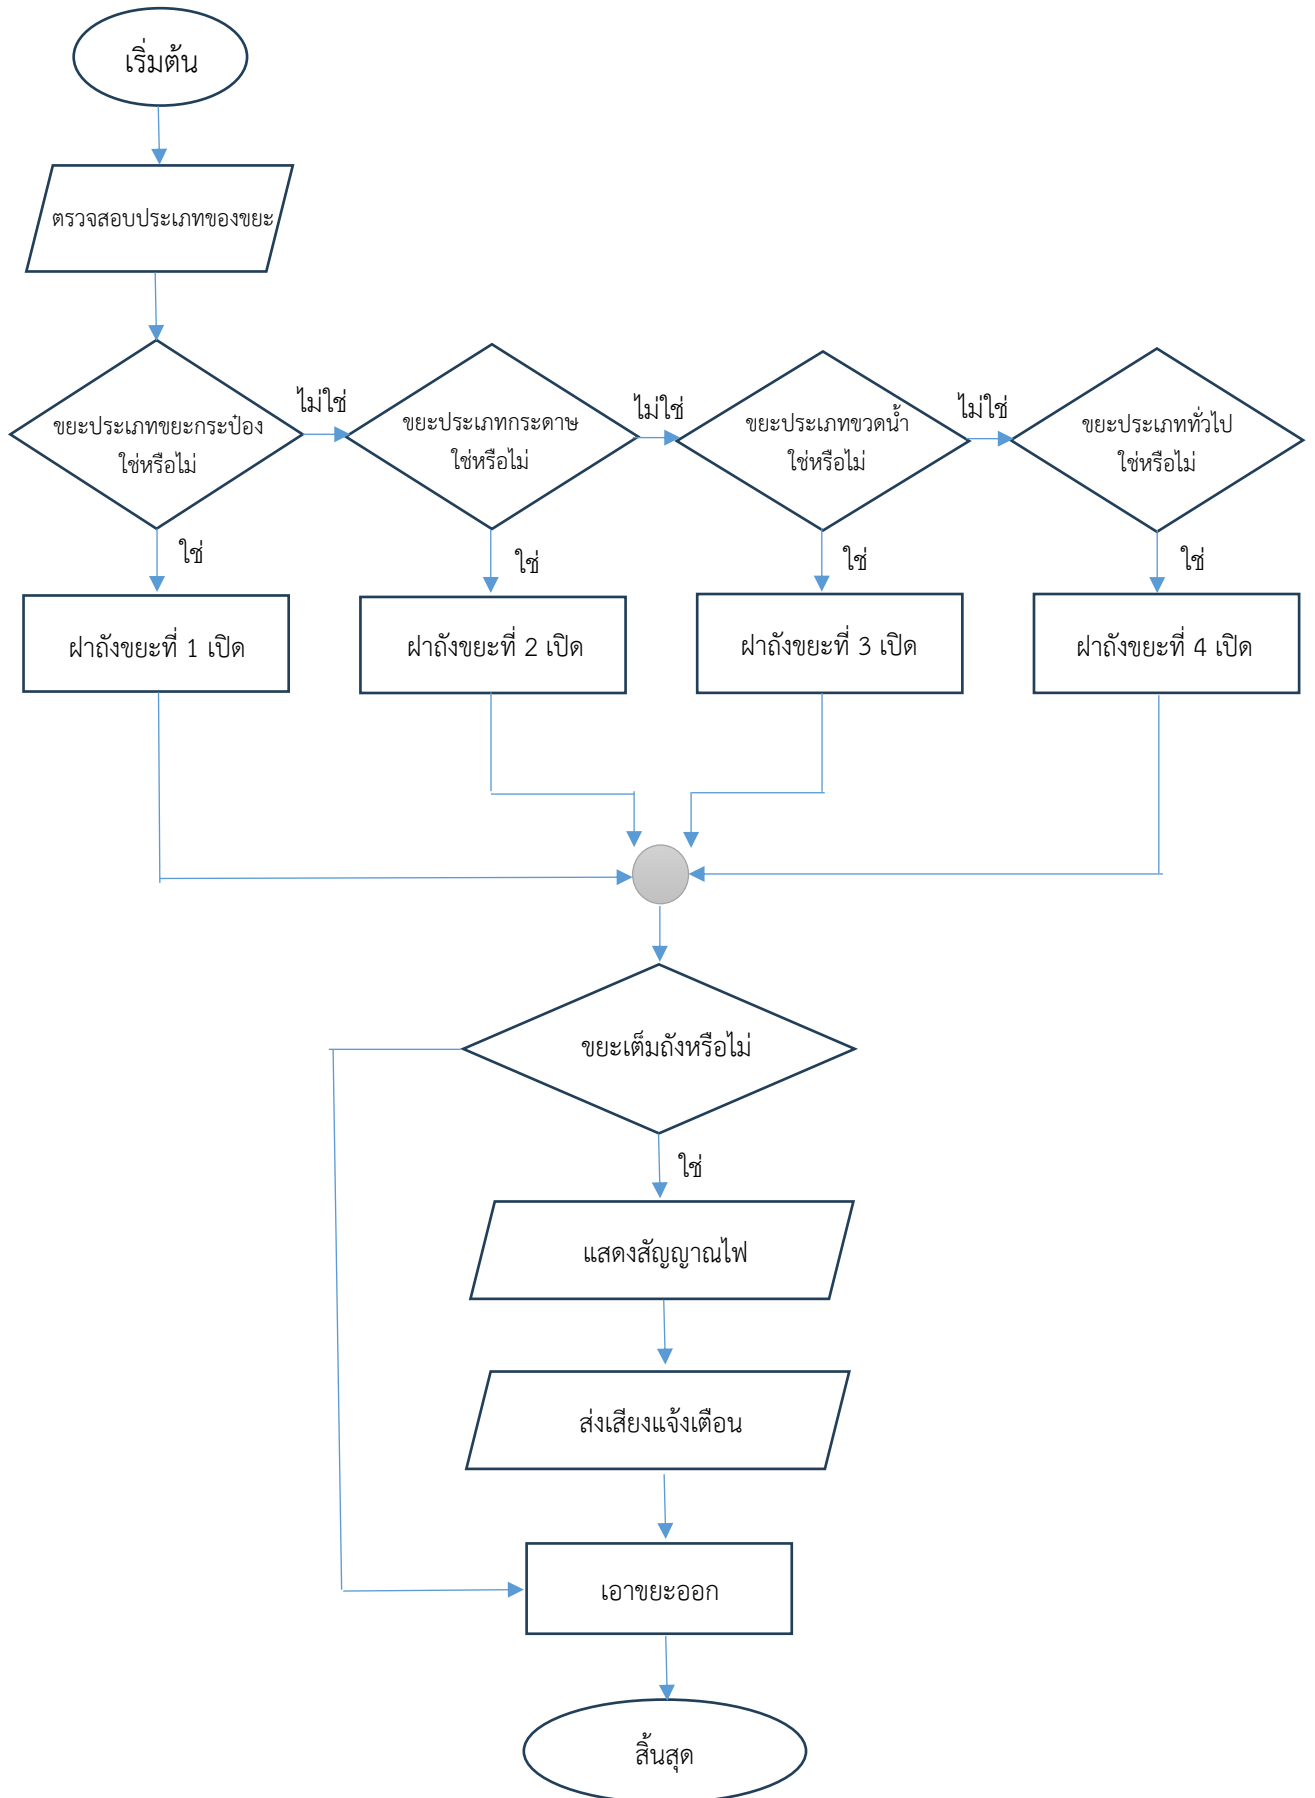 เริ่มต้น
ตรวจสอบประเภทของขยะ
ขยะประเภทขยะกระป๋อง
ใช่หรือไม่
ไม่ใช่
ขยะประเภทกระดาษ
ใช่หรือไม่
ไม่ใช่
ขยะประเภทขวดน้ำ
ใช่หรือไม่
ไม่ใช่
ขยะประเภททั่วไป
ใช่หรือไม่
ใช่
ใช่
ใช่
ใช่
ฝาถังขยะที่ 1 เปิด
ฝาถังขยะที่ 2 เปิด
ฝาถังขยะที่ 3 เปิด
ฝาถังขยะที่ 4 เปิด
ขยะเต็มถังหรือไม่
ใช่
แสดงสัญญาณไฟ
ส่งเสียงแจ้งเตือน
เอาขยะออก
สิ้นสุด